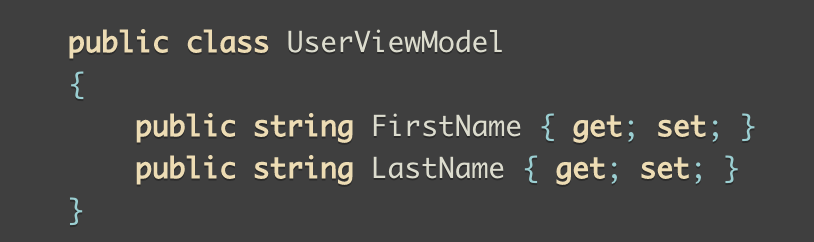 public class UserViewModel
{
    public string FirstName { get; set; }
    public string LastName { get; set; }
}